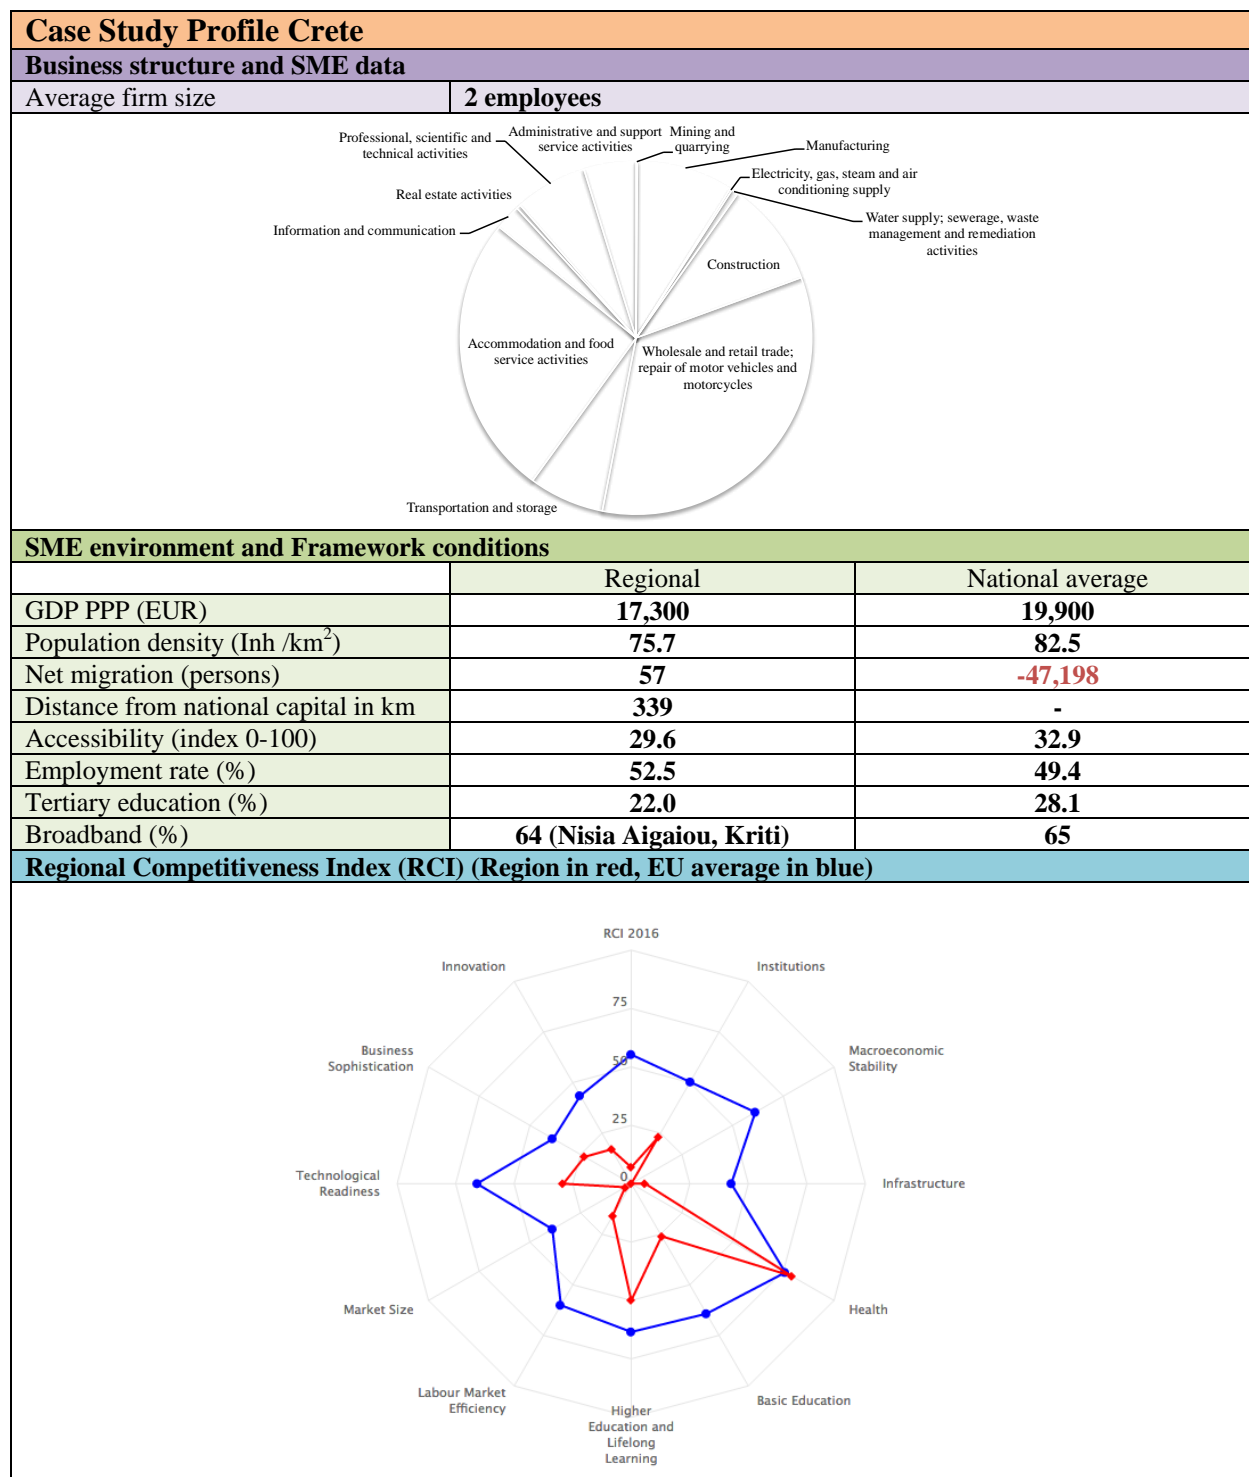 Case Study Profile Crete
Business structure and SME data
Average firm size 2 employees
Professional, scientific and
technical activities
Administrative and support
service activities
Mining and
quarrying
Manufacturing
Electricity, gas, steam and air
conditioning supply
Real estate activities
Water supply; sewerage, waste
management and remediation
activities
Information and communication
Construction
Accommodation and food
service activities
Wholesale and retail trade;
repair of motor vehicles and
motorcycles
Transportation and storage
SME environment and Framework conditions
Regional National average
GDP PPP (EUR) 17,300 19,900
Population density (Inh /km²) 75.7 82.5
Net migration (persons) 57 -47,198
Distance from national capital in km 339 -
Accessibility (index 0-100) 29.6 32.9
Employment rate (%) 52.5 49.4
Tertiary education (%) 22.0 28.1
Broadband (%) 64 (Nisia Aigaiou, Kriti) 65
Regional Competitiveness Index (RCI) (Region in red, EU average in blue)
RCI 2016
Innovation
Institutions
75
Business
Sophistication
Macroeconomic
Stability
50
25
Technological
Readiness
0
Infrastructure
Market Size
Health
Labour Market
Efficiency
Basic Education
Higher
Education and
Lifelong
Learning